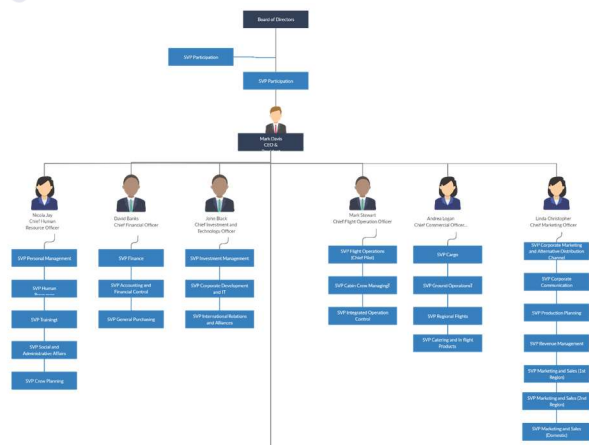 Board of Directors
SVP Participation
SVP Participation
Mark Davis
CEO &
Nicola Jay
Chief Human
Resource Officer
David Banks
Chief Financial Officer
John Black
Chief Investment and
Technology Officer
Mark Stewart
Chief Flight Operation Officer
Andrea Logan
Chief Commercial Officer...
Linda Christopher
Chief Marketing Officer
SVP Personal Management
SVP Human
SVP Training
SVP Social and
Administration Affairs
SVP Crew Planning
SVP Finance
SVP Accounting and
Financial Control
SVP General Purchasing
SVP Investment Management
SVP Corporate Development
and IT
SVP International Relations
and Alliances
SVP Flight Operations
(Chief Pilot)
SVP Cabin Crew Managing
SVP Integrated Operation
Control
SVP Cargo
SVP Ground Operations
SVP Regional Flights
SVP Catering and In flight
Products
SVP Corporate Marketing
and Alternative Distribution
Channel
SVP Corporate
Communication
SVP Production Planning
SVP Revenue Management
SVP Marketing and Sales (1st
Region)
SVP Marketing and Sales (2nd
Region)
SVP Marketing and Sales
(Domestic)